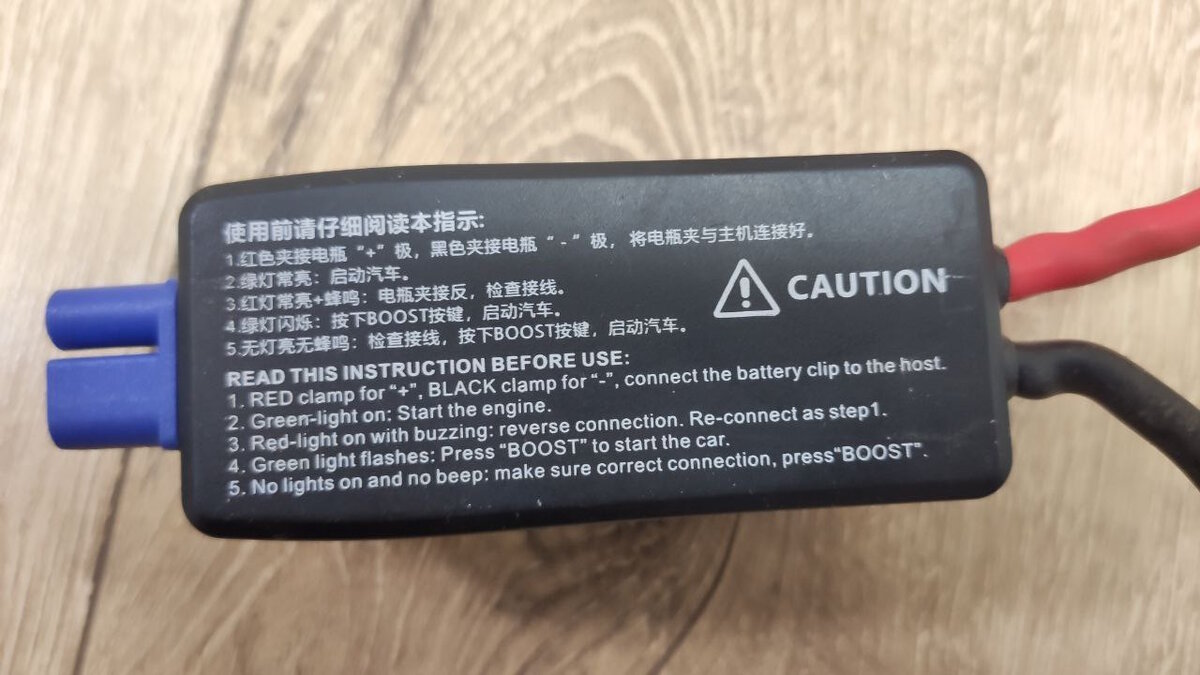 使用前请仔细阅读本指示:
1.红色夹接电瓶“+”极，黑色夹接电瓶“-”极，将电瓶夹与主机连接好。
2.绿灯常亮：启动汽车。
3.红灯常亮+蜂鸣：电瓶夹接反，检查接线。
4.绿灯闪烁：按下BOOST按键，启动汽车。
5.无灯亮无蜂鸣：检查接线，按下BOOST按键，启动汽车。
CAUTION
READ THIS INSTRUCTION BEFORE USE:
1. RED clamp for “+”, BLACK clamp for “-”, connect the battery clip to the host.
2. Green-light on: Start the engine.
3. Red-light on with buzzing: reverse connection. Re-connect as step1.
4. Green light flashes: Press “BOOST” to start the car.
5. No lights on and no beep: make sure correct connection, press“BOOST”.